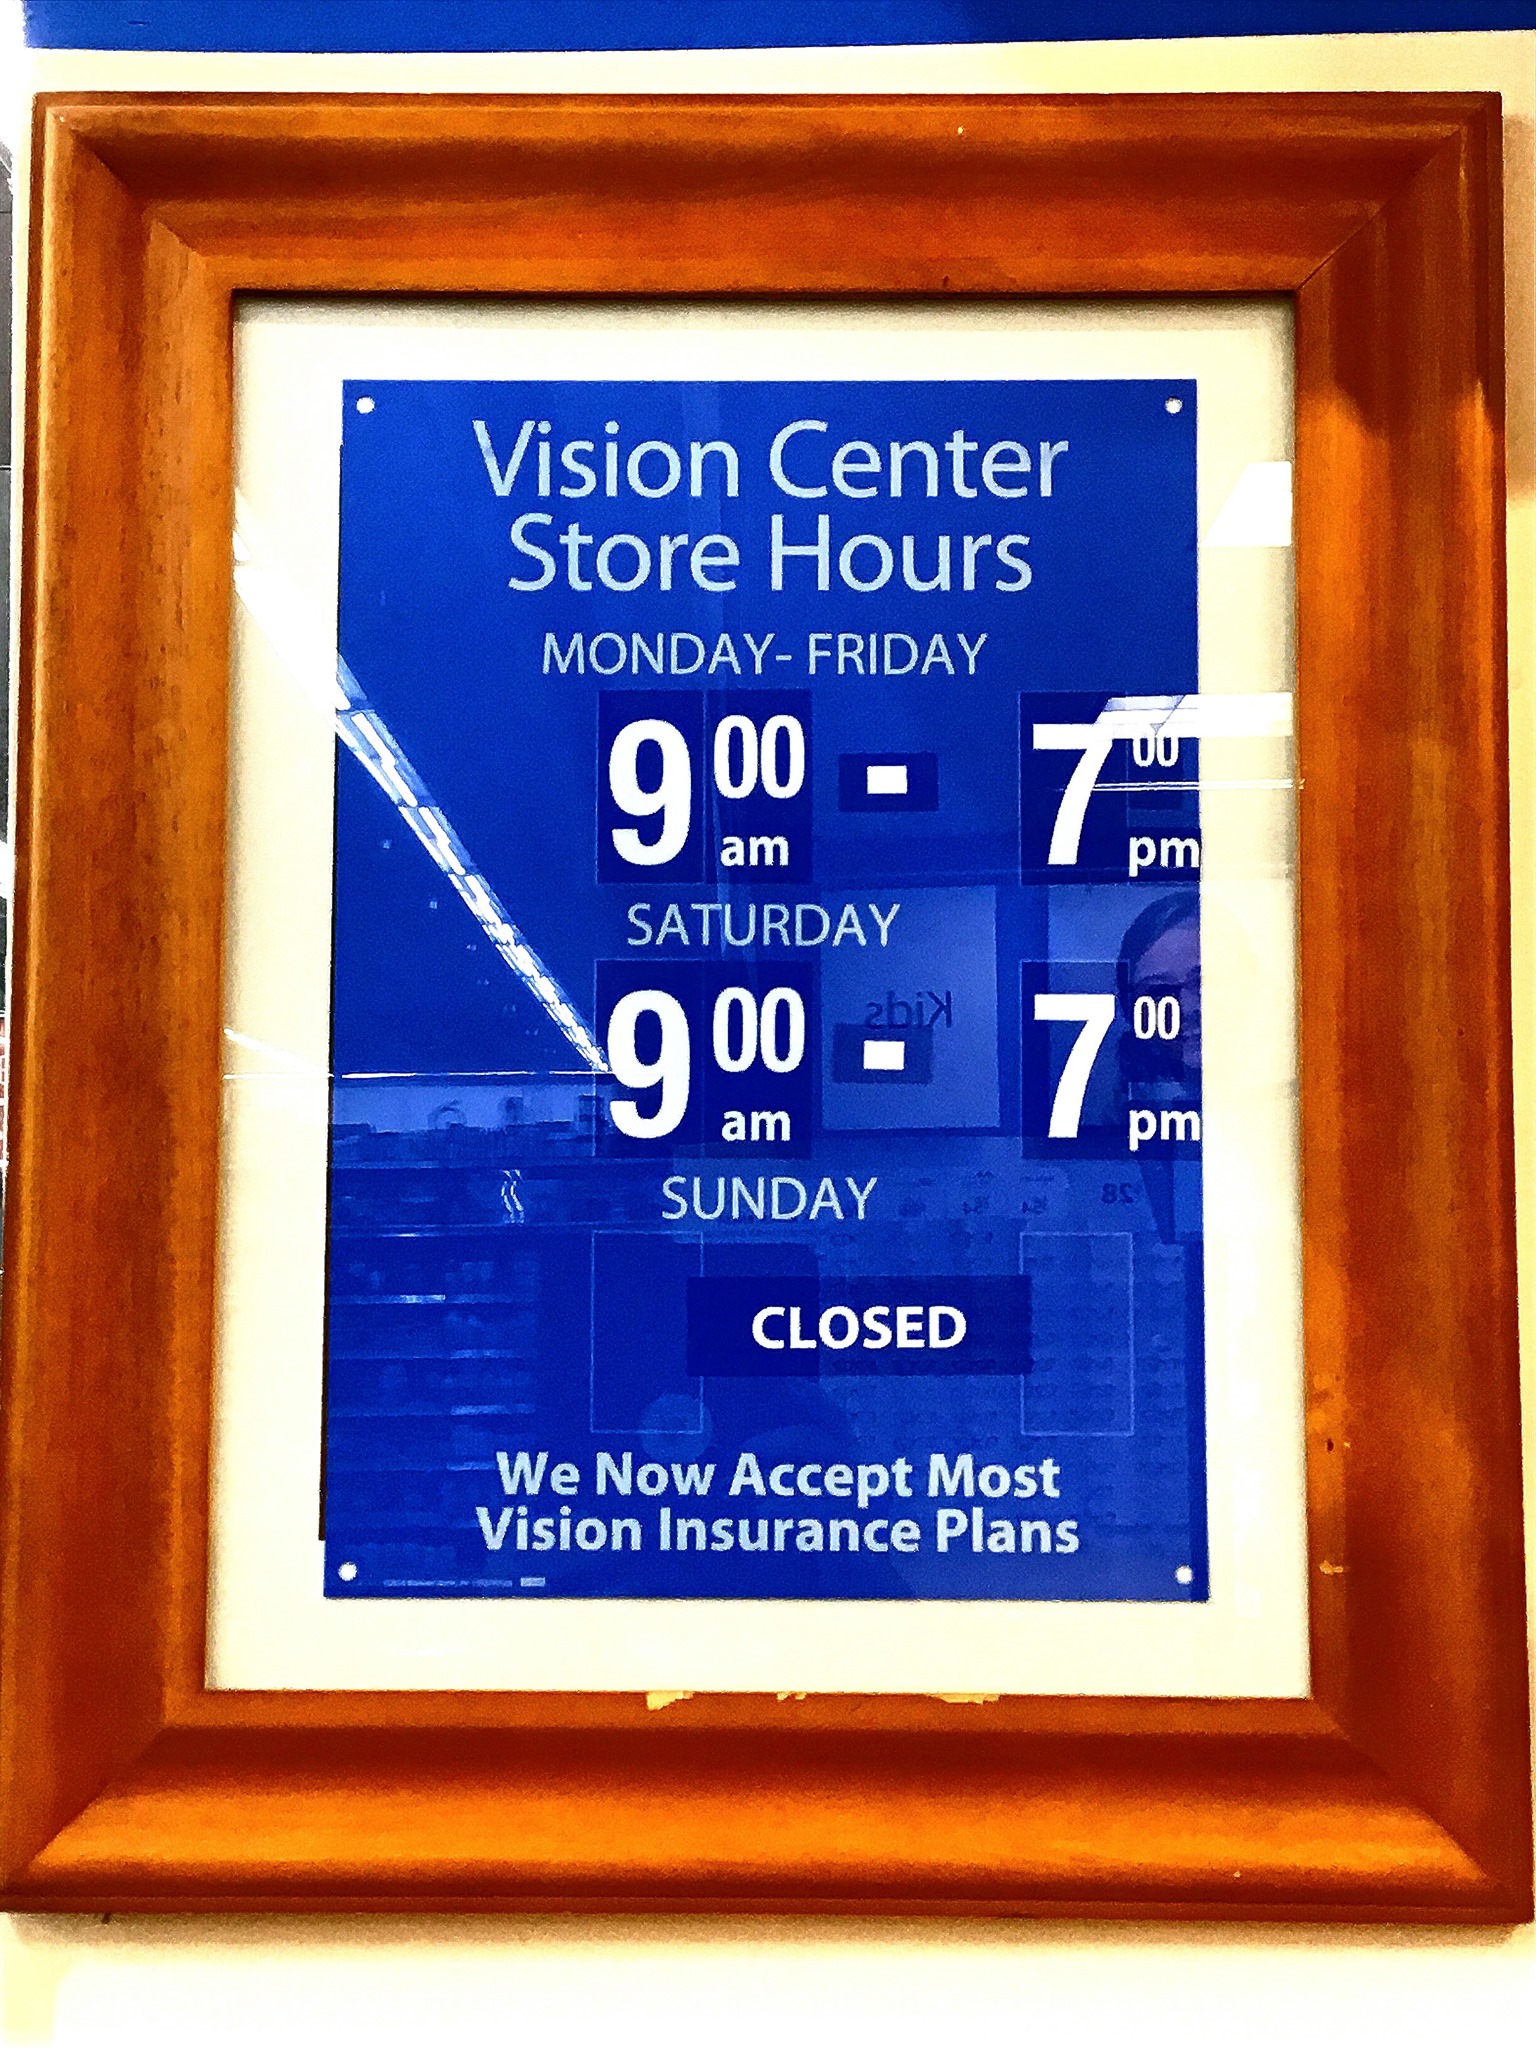 Vision Center
Store Hours
MONDAY- FRIDAY
9 00 am - 7 00 pm
SATURDAY
9 00 am - 7 00 pm
Kids
SUNDAY
CLOSED
We Now Accept Most
Vision Insurance Plans